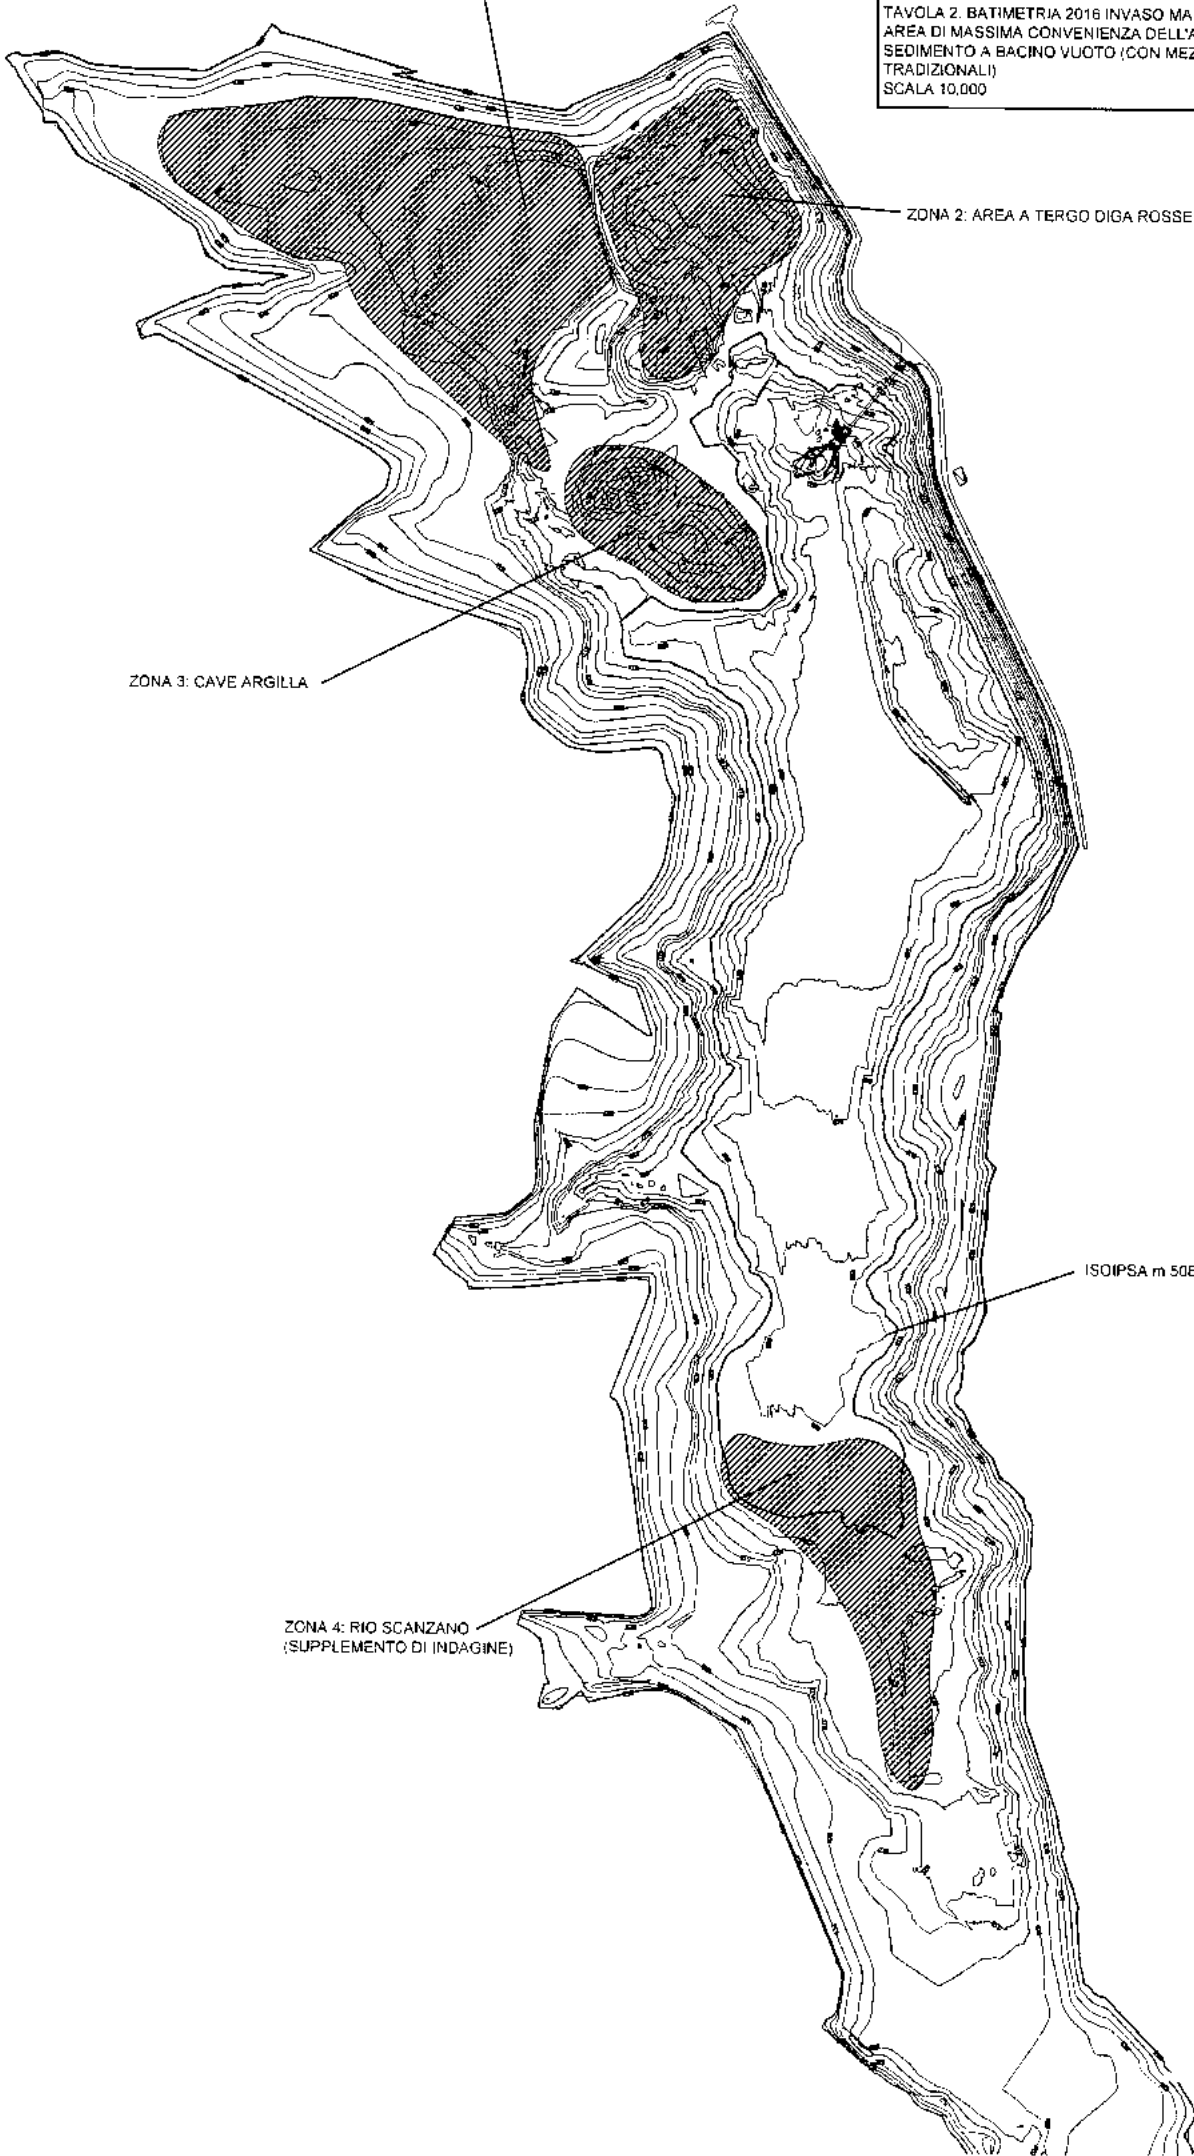 TAVOLA 2. BATIMETRIA 2016 INVASO MA
AREA DI MASSIMA CONVENIENZA DELL'A
SEDIMENTO A BACINO VUOTO (CON MEZ
TRADIZIONALI)
SCALA 10,000
ZONA 2: AREA A TERGO DIGA ROSSE
ZONA 3: CAVE ARGILLA
ISOIPSA m 508
ZONA 4: RIO SCANZANO
(SUPPLEMENTO DI INDAGINE)